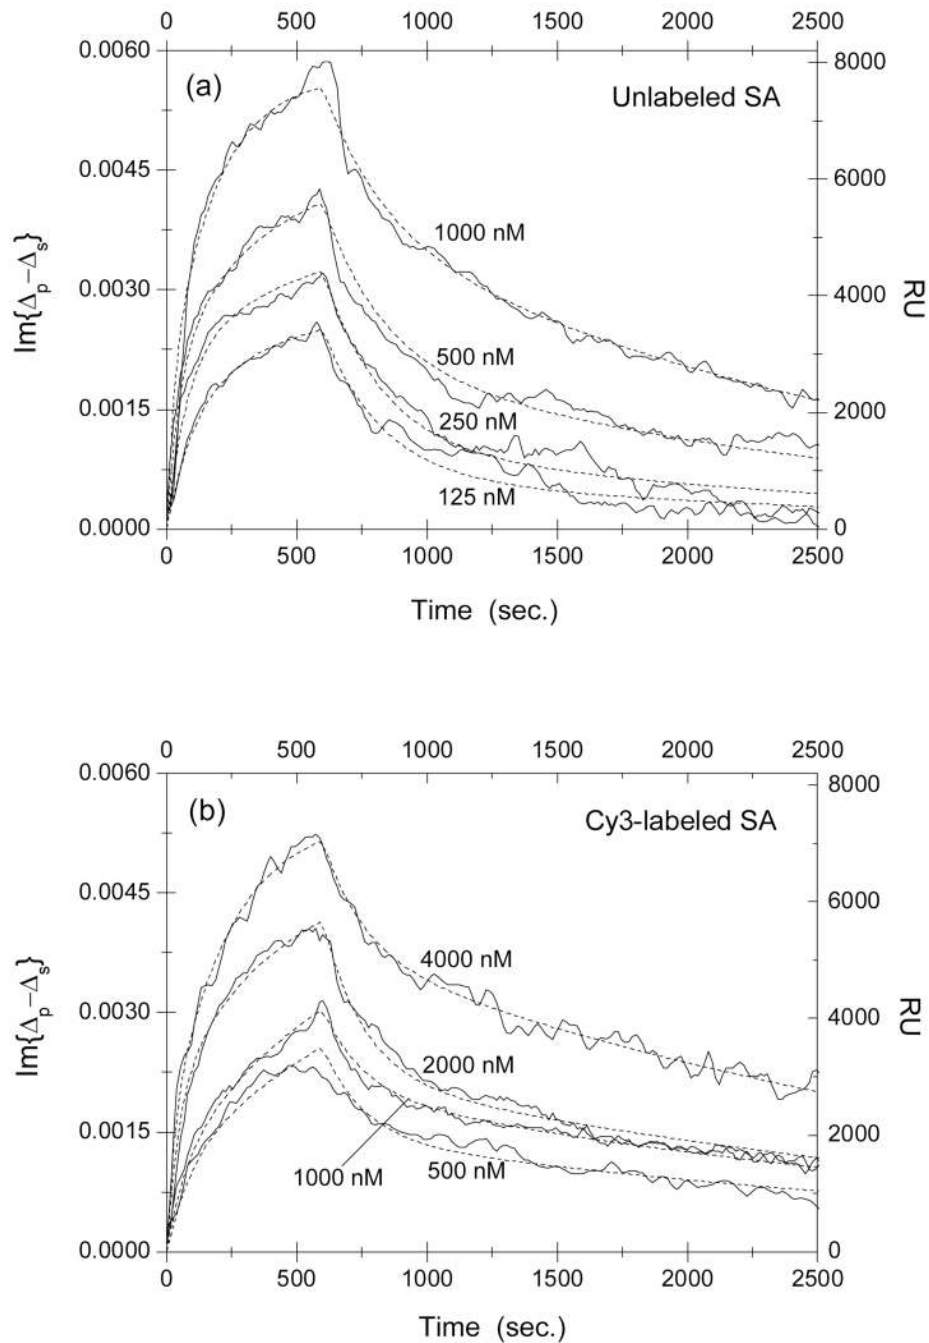 0 500 1000 1500 2000 2500
0.0060
0.0045
0.0030
0.0015
0.0000
Im{Δp−Δs}
(a)
Unlabeled SA
1000 nM
500 nM
250 nM
125 nM
8000
6000
4000
2000
0
RU
0 500 1000 1500 2000 2500
Time (sec.)
0 500 1000 1500 2000 2500
0.0060
0.0045
0.0030
0.0015
0.0000
Im{Δp−Δs}
(b)
Cy3-labeled SA
4000 nM
2000 nM
1000 nM
500 nM
8000
6000
4000
2000
0
RU
0 500 1000 1500 2000 2500
Time (sec.)